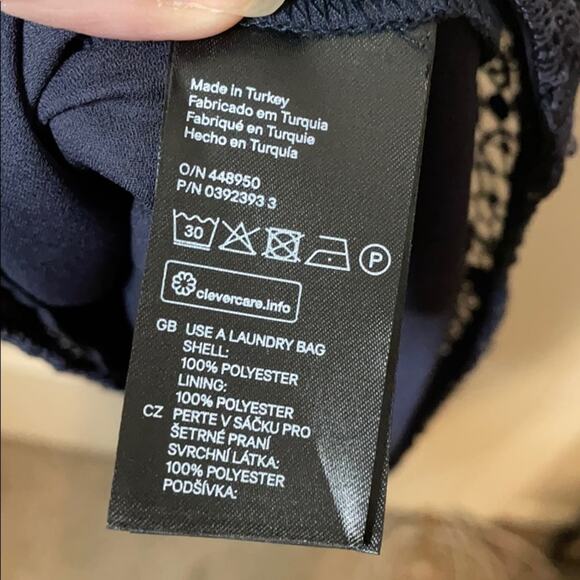 Made in Turkey
Fabricado em Turquia
Fabriqué en Turquie
Hecho en Turquía
O/N 448950
P/N 0392393 3
30
P
clevercare.info
GB USE A LAUNDRY BAG
SHELL:
100% POLYESTER
LINING:
100% POLYESTER
CZ PERTE V SÁČKU PRO
ŠETRNÉ PRANÍ
SVRCHNÍ LÁTKA:
100% POLYESTER
PODŠÍVKA: